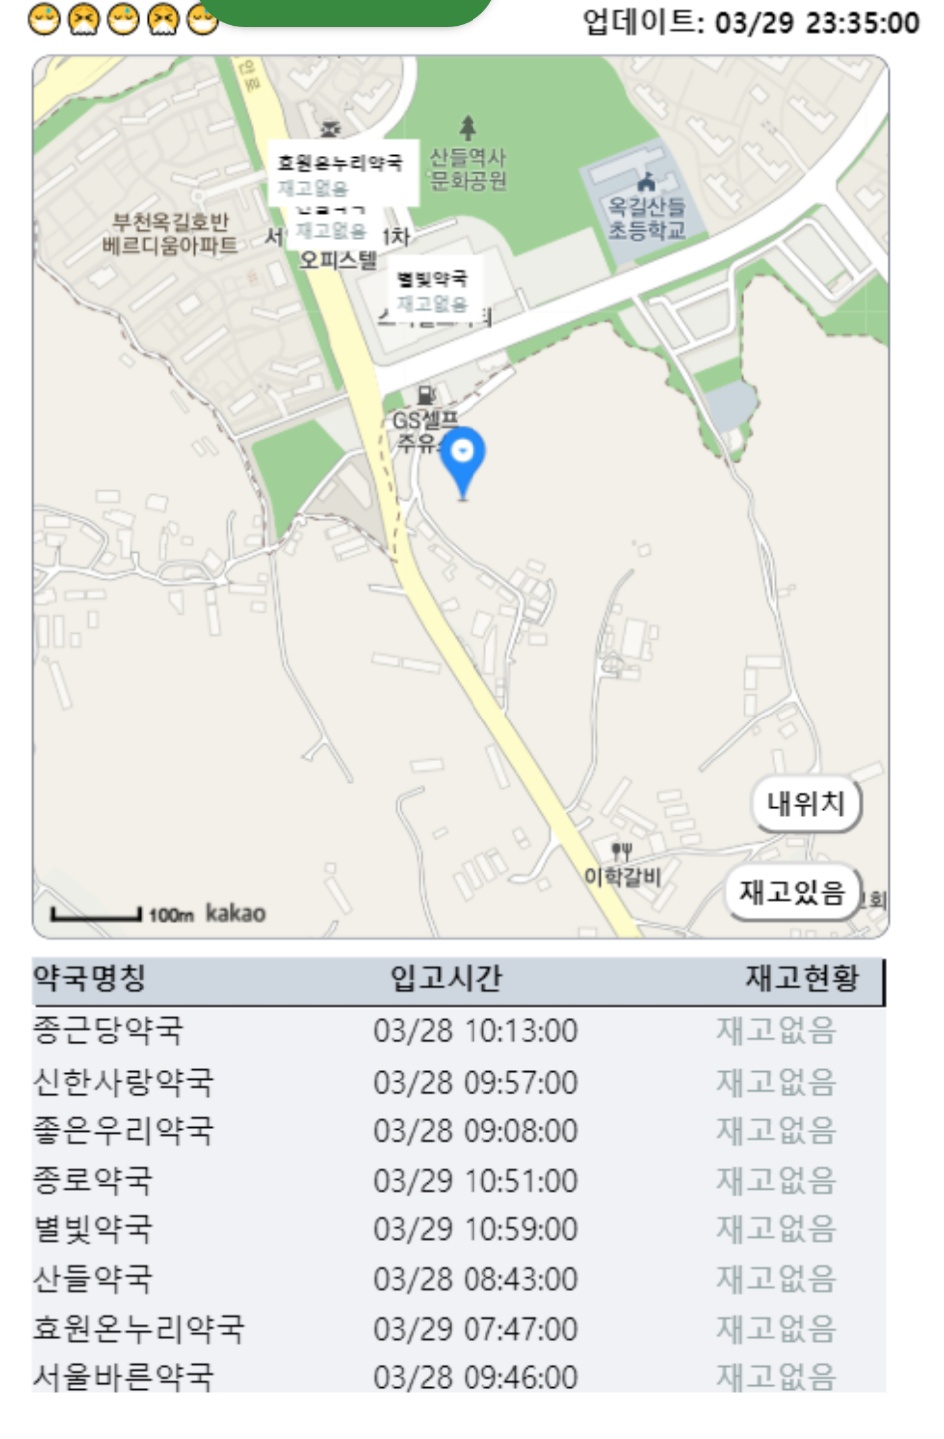 업데이트: 03/29 23:35:00
안로
효원온누리약국
재고없음
산들역사
문화공원
옥길산들
초등학교
부천옥길호반
베르디움아파트
재고없음
1차
오피스텔
별빛약국
재고없음
GS셀프
내위치
이학갈비
재고있음
100m kakao
약국명칭 입고시간 재고현황
종근당약국 03/28 10:13:00 재고없음
신한사랑약국 03/28 09:57:00 재고없음
좋은우리약국 03/28 09:08:00 재고없음
종로약국 03/29 10:51:00 재고없음
별빛약국 03/29 10:59:00 재고없음
산들약국 03/28 08:43:00 재고없음
효원온누리약국 03/29 07:47:00 재고없음
서울바른약국 03/28 09:46:00 재고없음